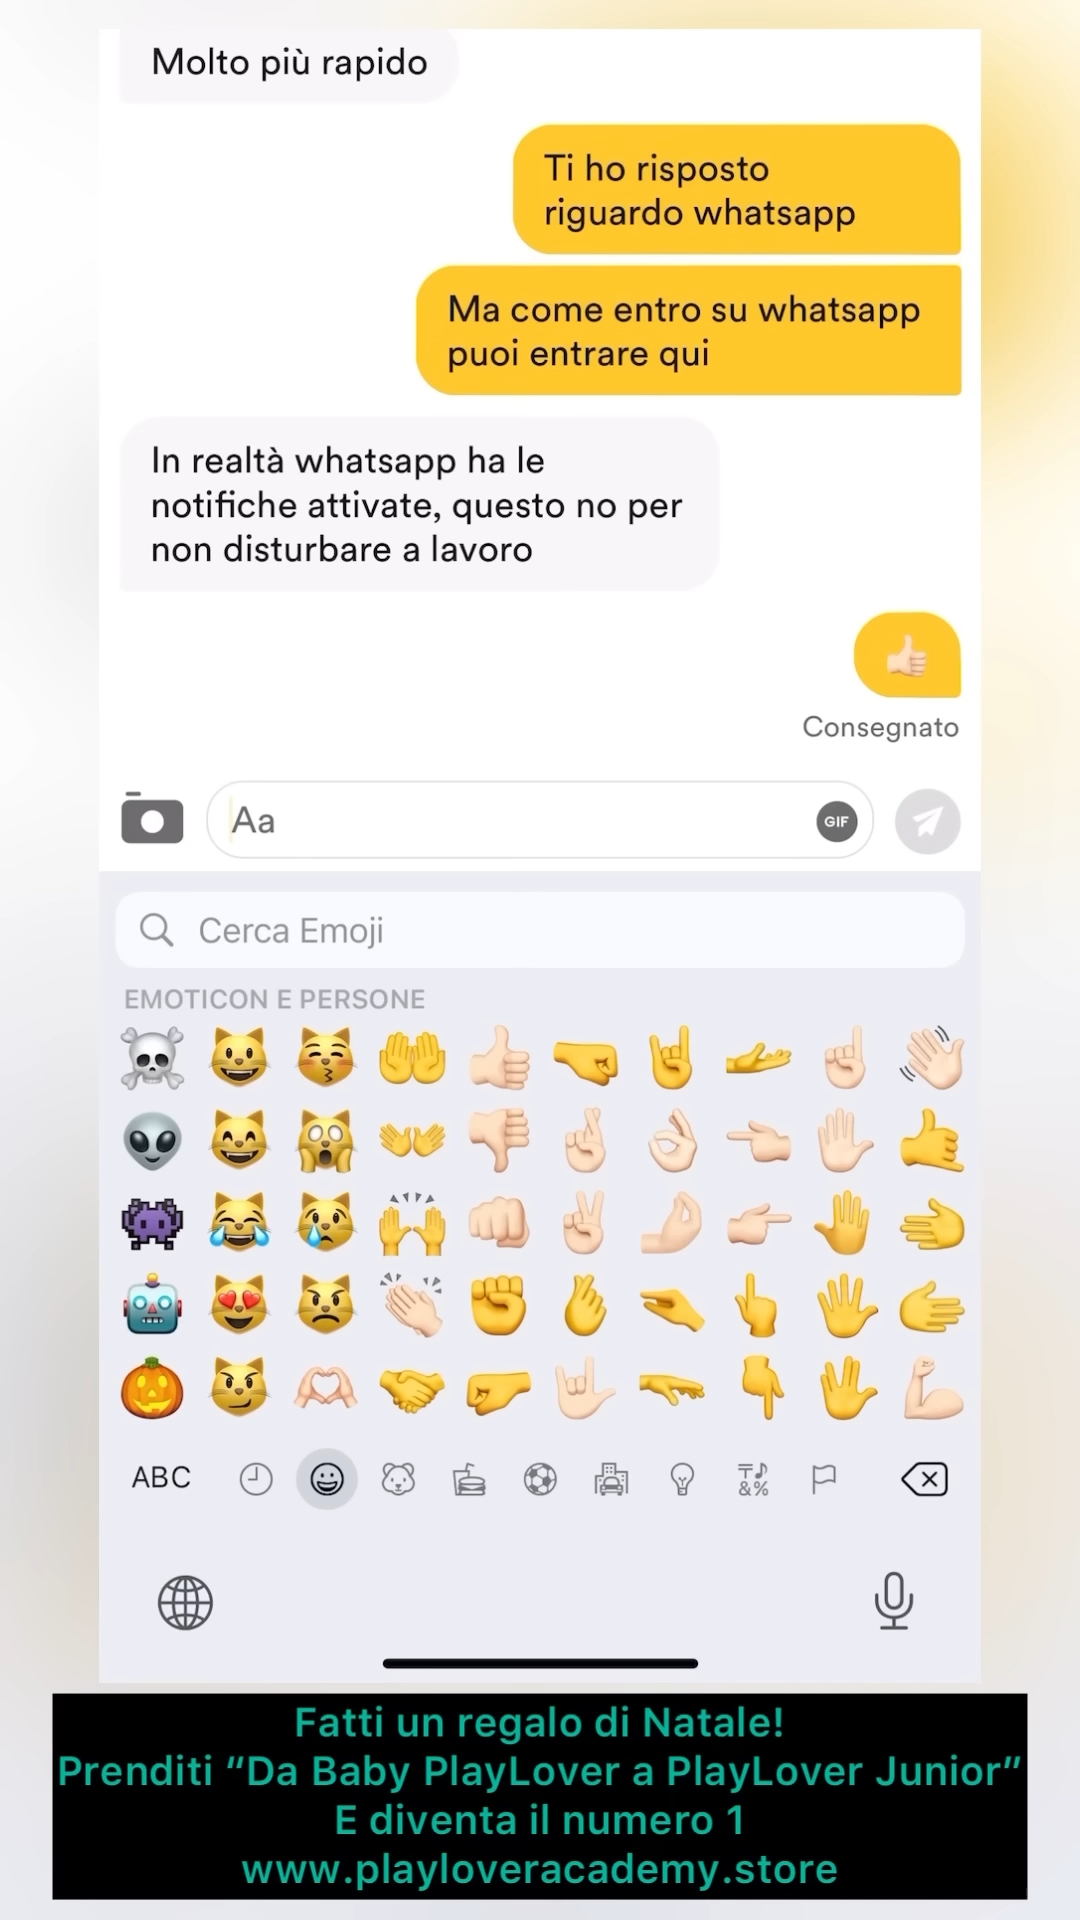 Molto più rapido
Ti ho risposto
riguardo whatsapp
Ma come entro su whatsapp
puoi entrare qui
In realtà whatsapp ha le
notifiche attivate, questo no per
non disturbare a lavoro
👍🏻
Consegnato
Aa
GIF
Cerca Emoji
EMOTICON E PERSONE
ABC
&%
Fatti un regalo di Natale!
Prenditi “Da Baby PlayLover a PlayLover Junior”
E diventa il numero 1
www.playloveracademy.store